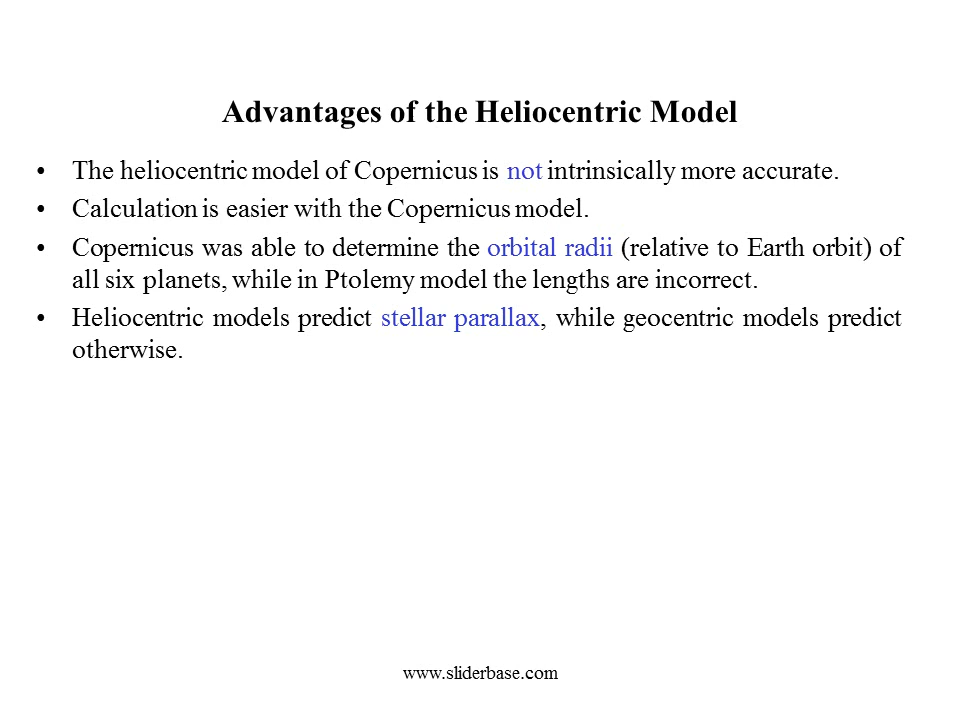 Advantages of the Heliocentric Model
• The heliocentric model of Copernicus is not intrinsically more accurate.
• Calculation is easier with the Copernicus model.
• Copernicus was able to determine the orbital radii (relative to Earth orbit) of
all six planets, while in Ptolemy model the lengths are incorrect.
• Heliocentric models predict stellar parallax, while geocentric models predict
otherwise.
www.sliderbase.com